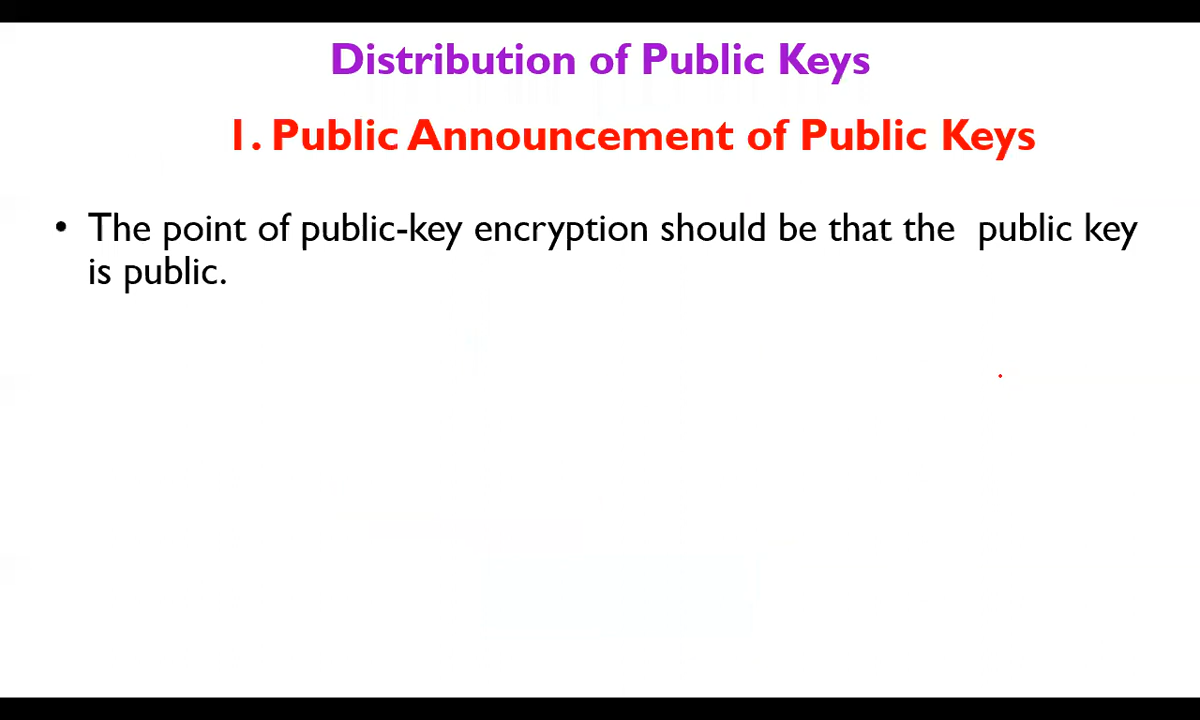 Distribution of Public Keys
1. Public Announcement of Public Keys
• The point of public-key encryption should be that the public key
is public.